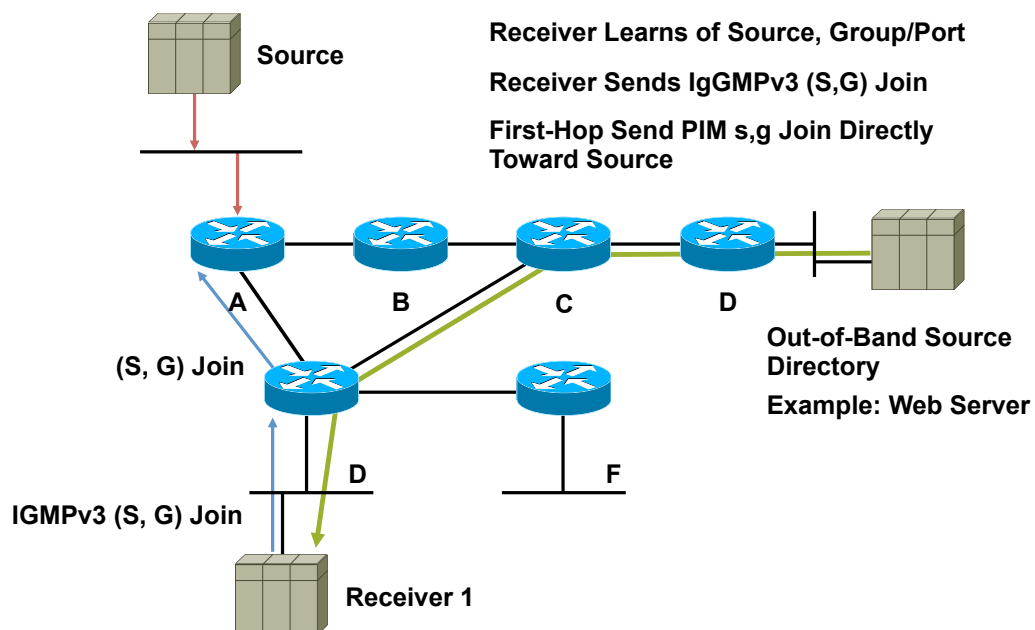 Source
Receiver Learns of Source, Group/Port
Receiver Sends IgGMPv3 (S,G) Join
First-Hop Send PIM s,g Join Directly
Toward Source
A
B
C
D
(S, G) Join
Out-of-Band Source
Directory
Example: Web Server
D
F
IGMPv3 (S, G) Join
Receiver 1